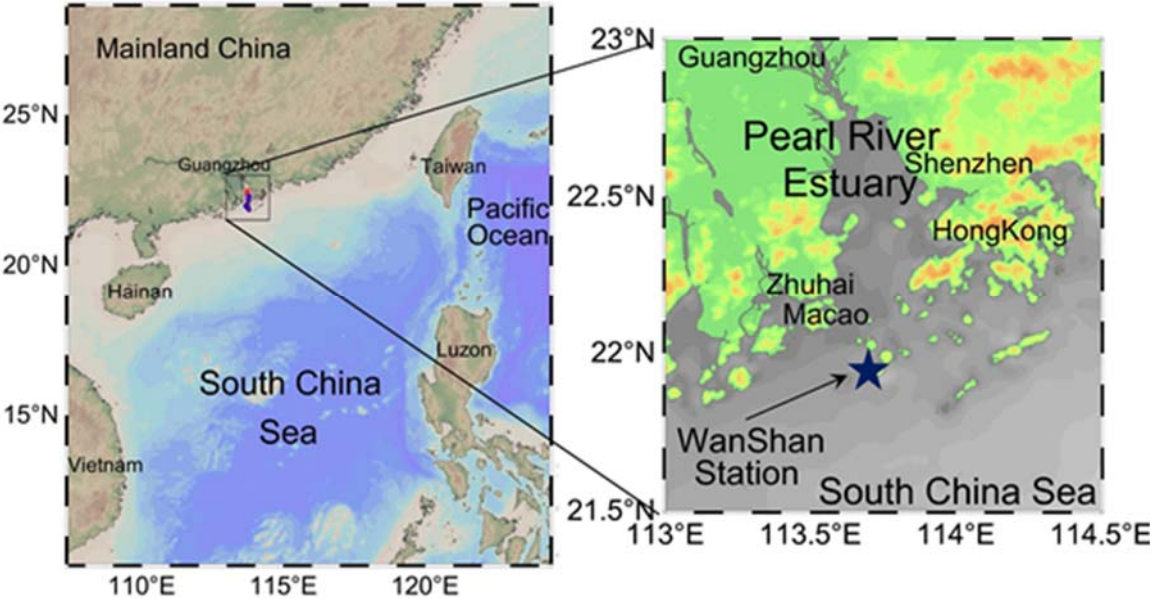 Mainland China
25°N
Guangzhou
Taiwan
Pacific
Ocean
20°N
Hainan
Luzon
South China
Sea
15°N
Vietnam
110°E
115°E
120°E
23°N
Guangzhou
Pearl River
Estuary
Shenzhen
22.5°N
HongKong
Zhuhai
Macao
22°N
WanShan
Station
South China Sea
21.5°N
113°E
113.5°E
114°E
114.5°E